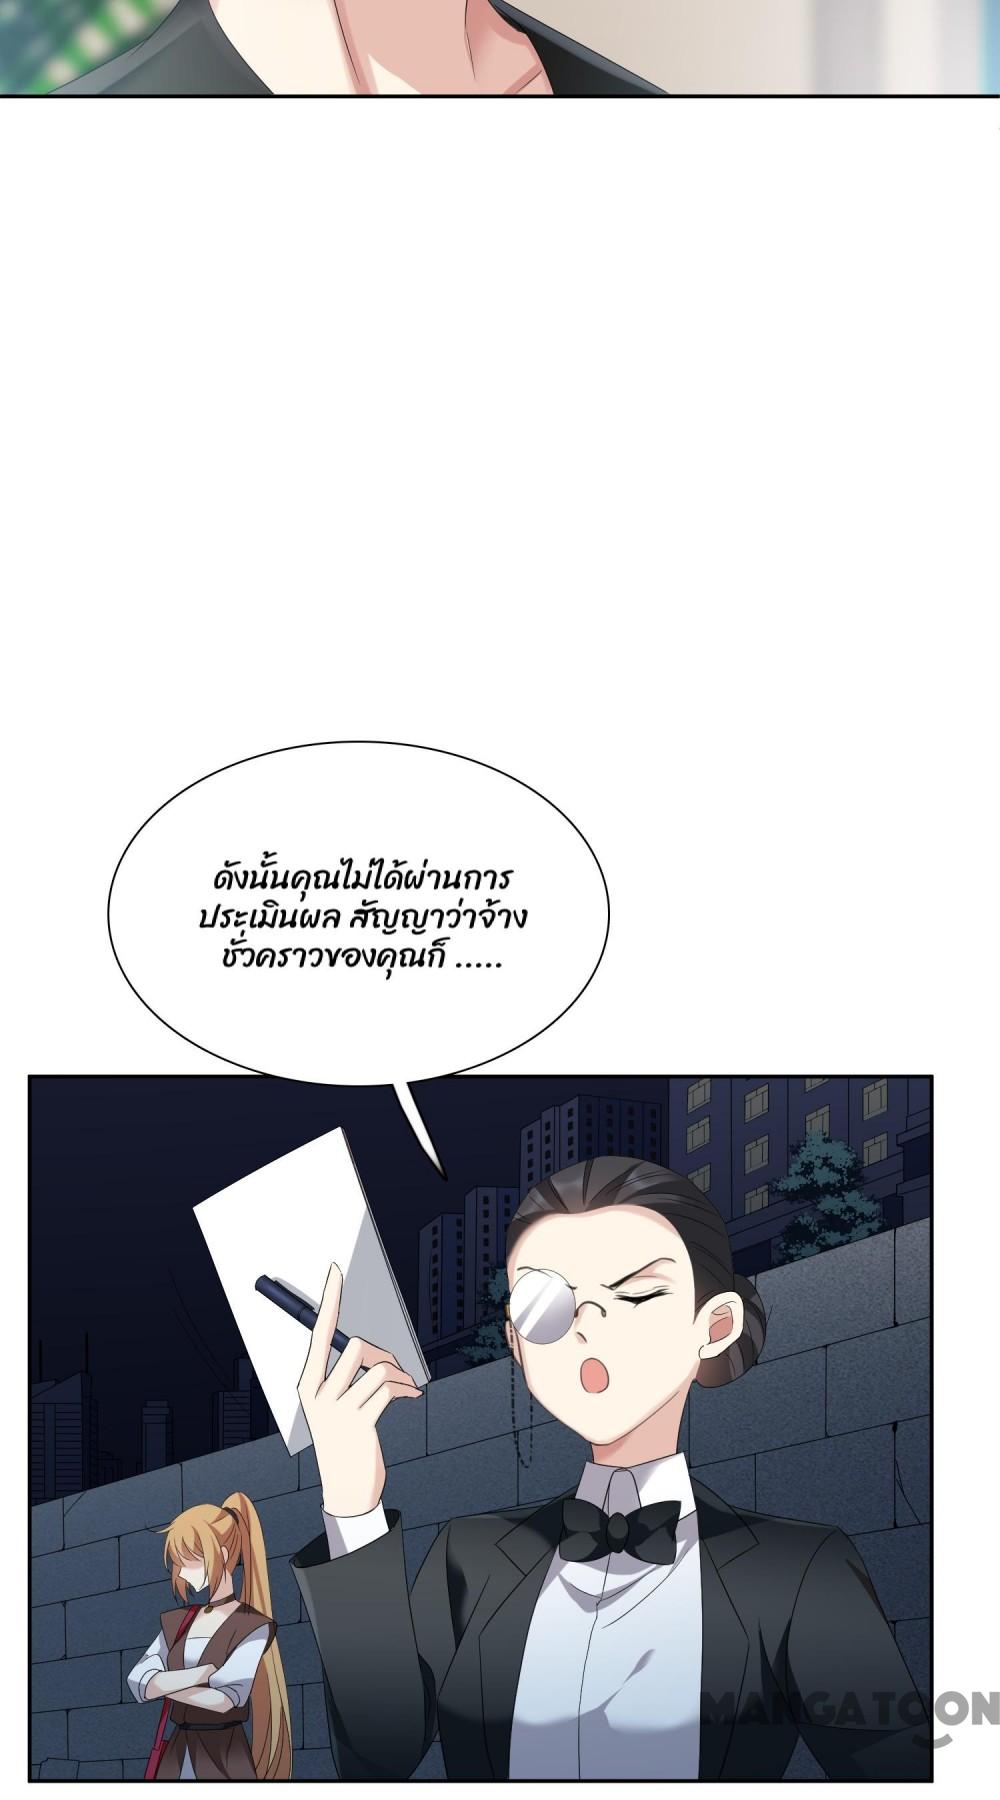 ดังนั้นคุณไม่ได้ผ่านการ
ประเมินผล สัญญาว่าจ้าง
ชั่วคราวของคุณก็ .....
MANGATOON